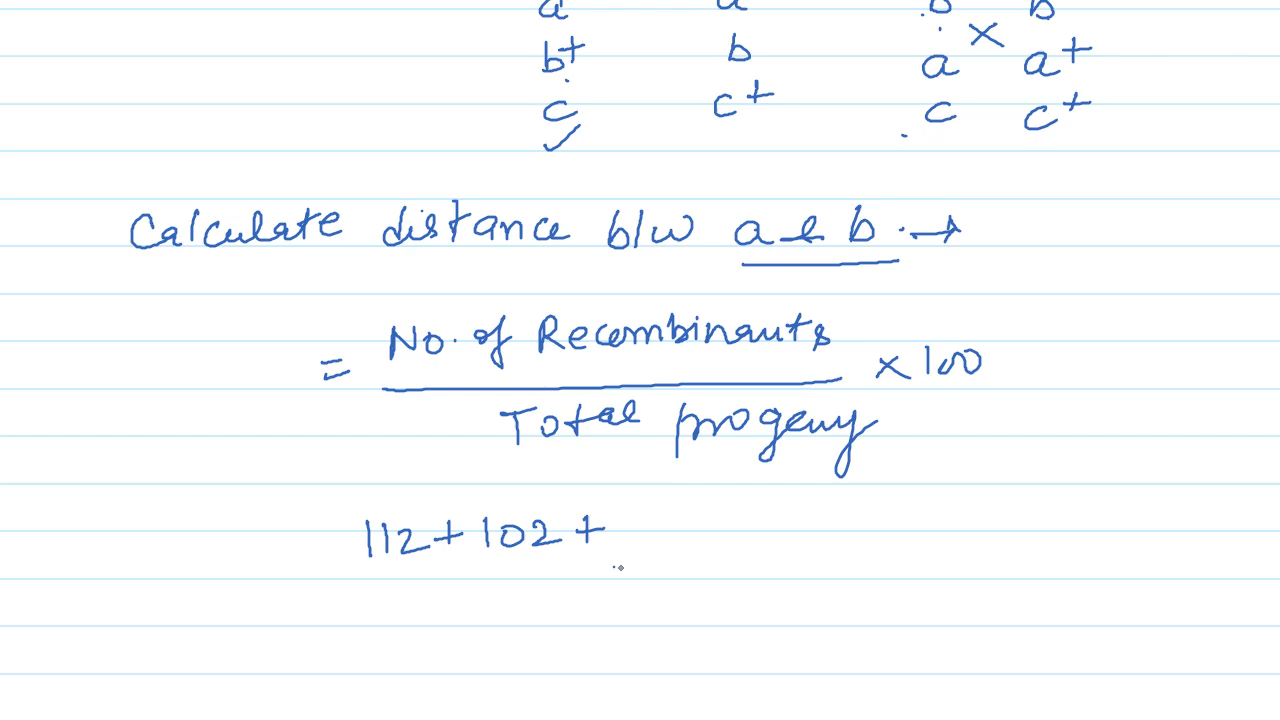 a a b b
b+ b a × a+
c c+ c c+
Calculate distance b/w a & b →
= No. of Recombinants
× 100
Total progeny
112 + 102 +